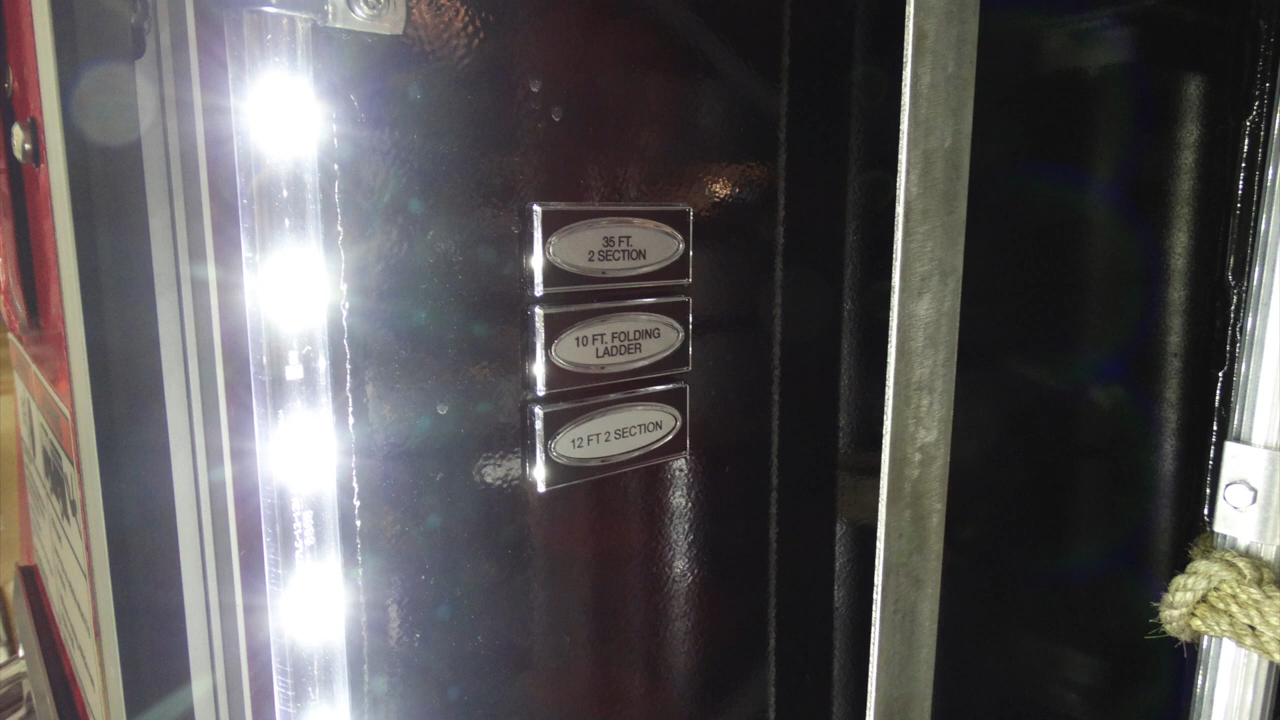 35 FT.
2 SECTION
10 FT. FOLDING
LADDER
12 FT 2 SECTION